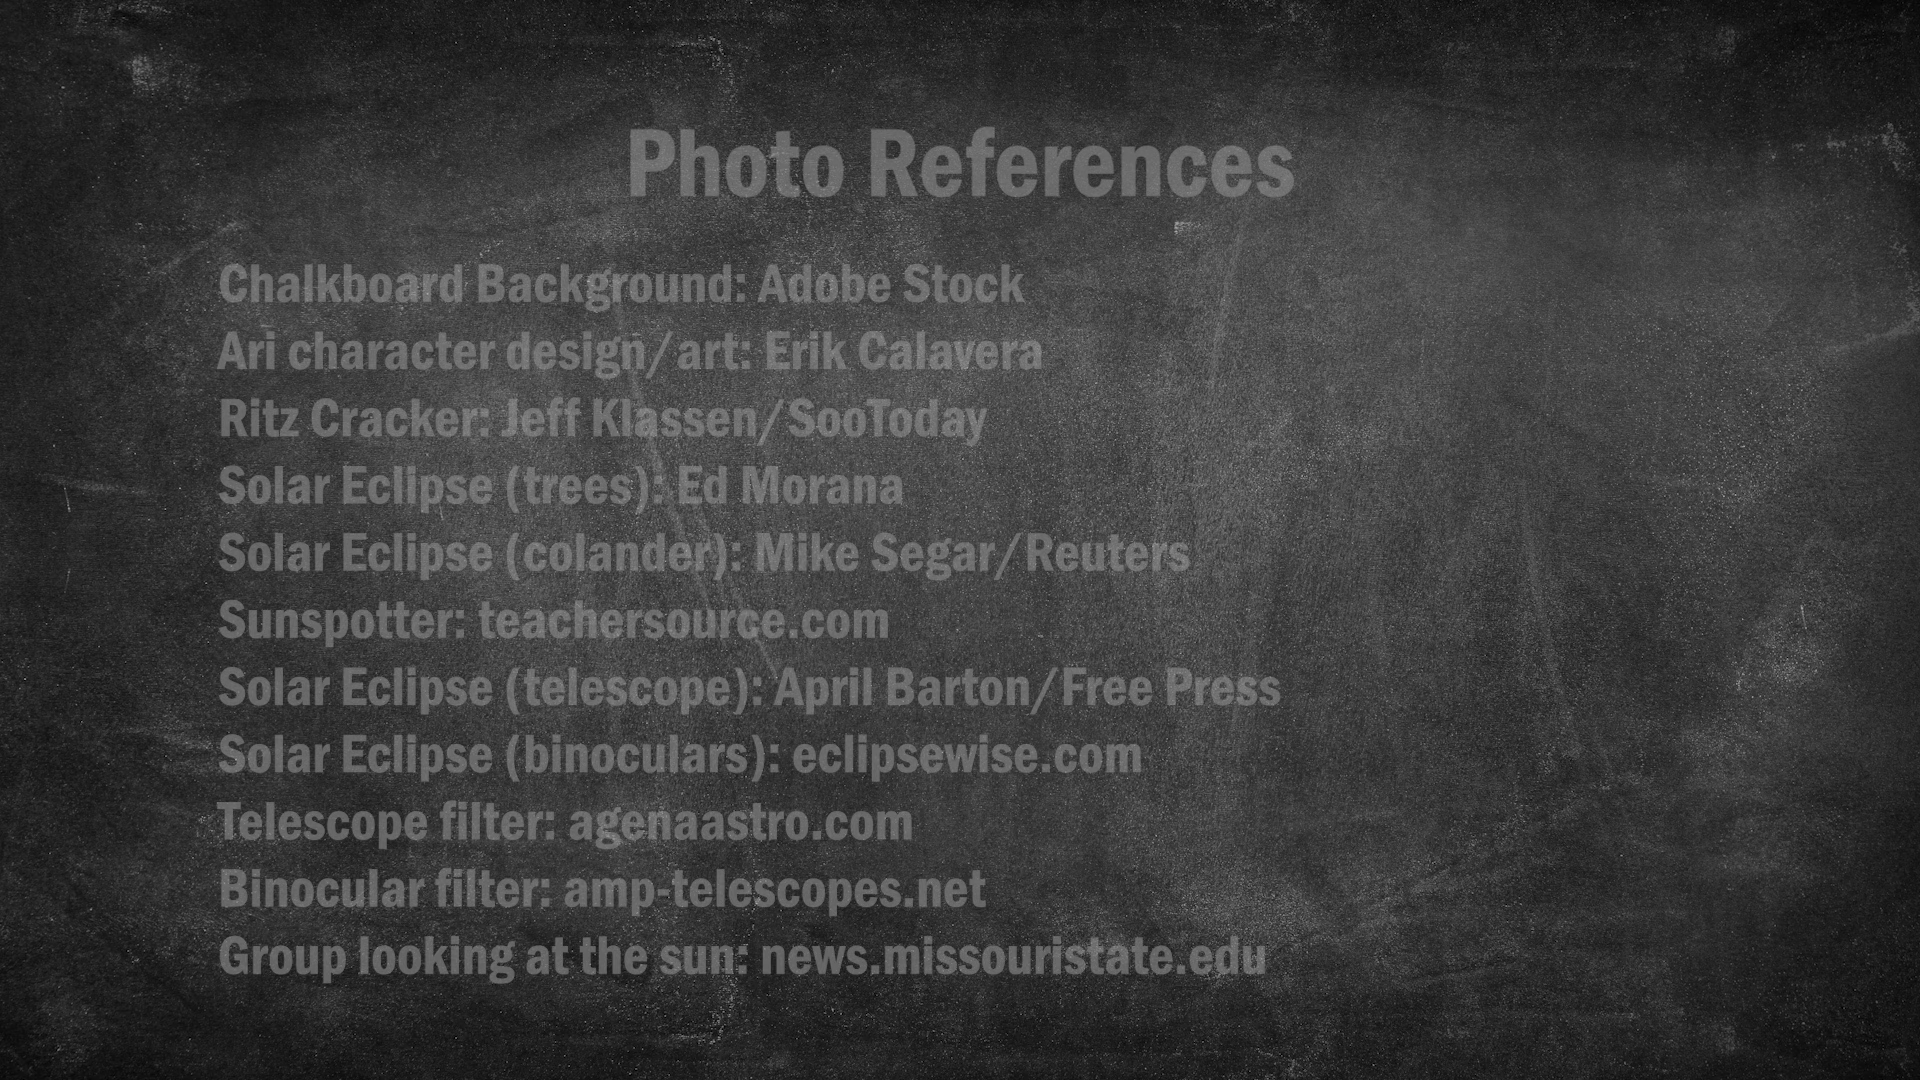 Photo References
Chalkboard Background: Adobe Stock
Ari character design/art: Erik Calavera
Ritz Cracker: Jeff Klassen/SooToday
Solar Eclipse (trees): Ed Morana
Solar Eclipse (colander): Mike Segar/Reuters
Sunspotter: teachersource.com
Solar Eclipse (telescope): April Barton/Free Press
Solar Eclipse (binoculars): eclipsewise.com
Telescope filter: agenaastro.com
Binocular filter: amp-telescopes.net
Group looking at the sun: news.missouristate.edu